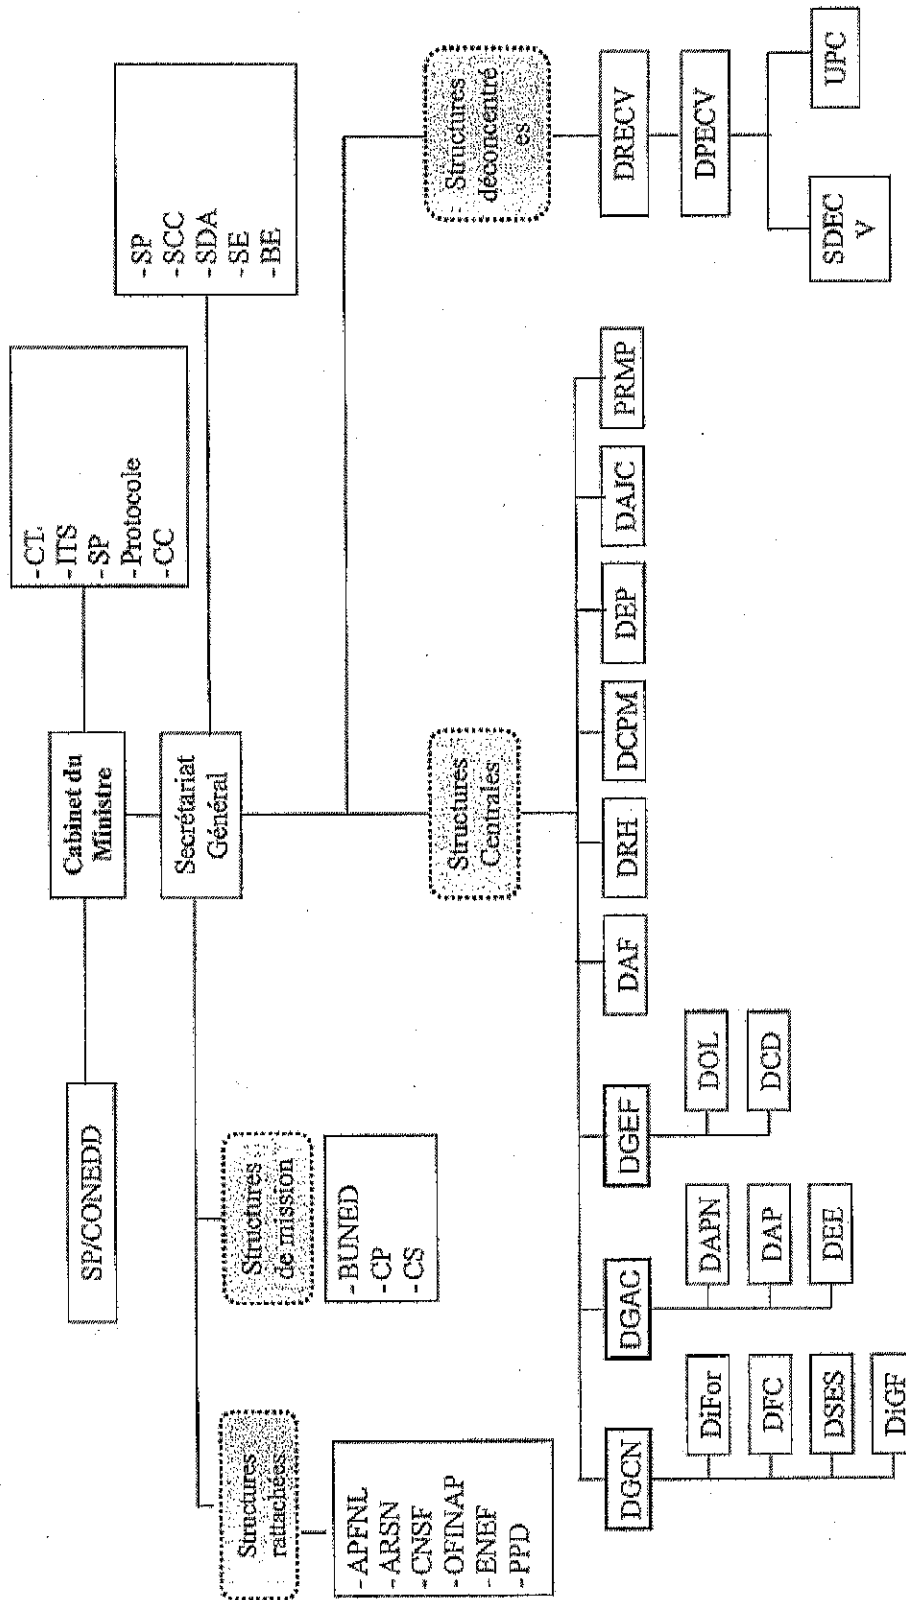 Cabinet du
Ministre
-CT
-ITS
-SP
-Protocole
-CC
SP/CONEDD
Secrétariat
Général
-SP
-SCC
-SDA
-SE
-BE
Structures
rattachées
-APFNL
-ARSN
-CNSF
-OFINAP
-ENEF
-PPD
Structures
de mission
-BUNED
-CP
-CS
Structures
Centrales
Structures
déconcentré
es
DGCN
DiFor
DFC
DSES
DiGF
DGAC
DAPN
DAP
DEE
DGEF
DOL
DCD
DAF
DRH
DCPM
DEP
DAJC
PRMP
DRECV
DPECV
SDEC
V
UPC